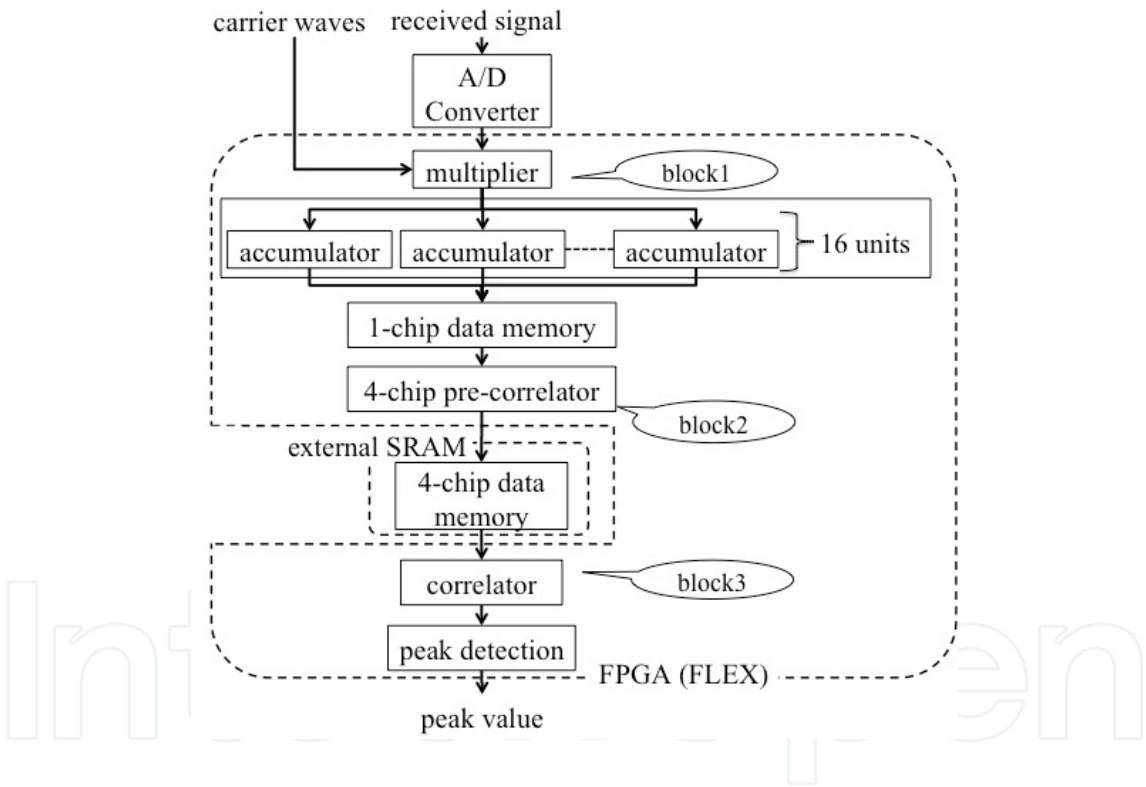 carrier waves
received signal
A/D
Converter
multiplier
block1
accumulator
accumulator
accumulator
16 units
1-chip data memory
4-chip pre-correlator
block2
external SRAM
4-chip data
memory
correlator
block3
peak detection
FPGA (FLEX)
peak value